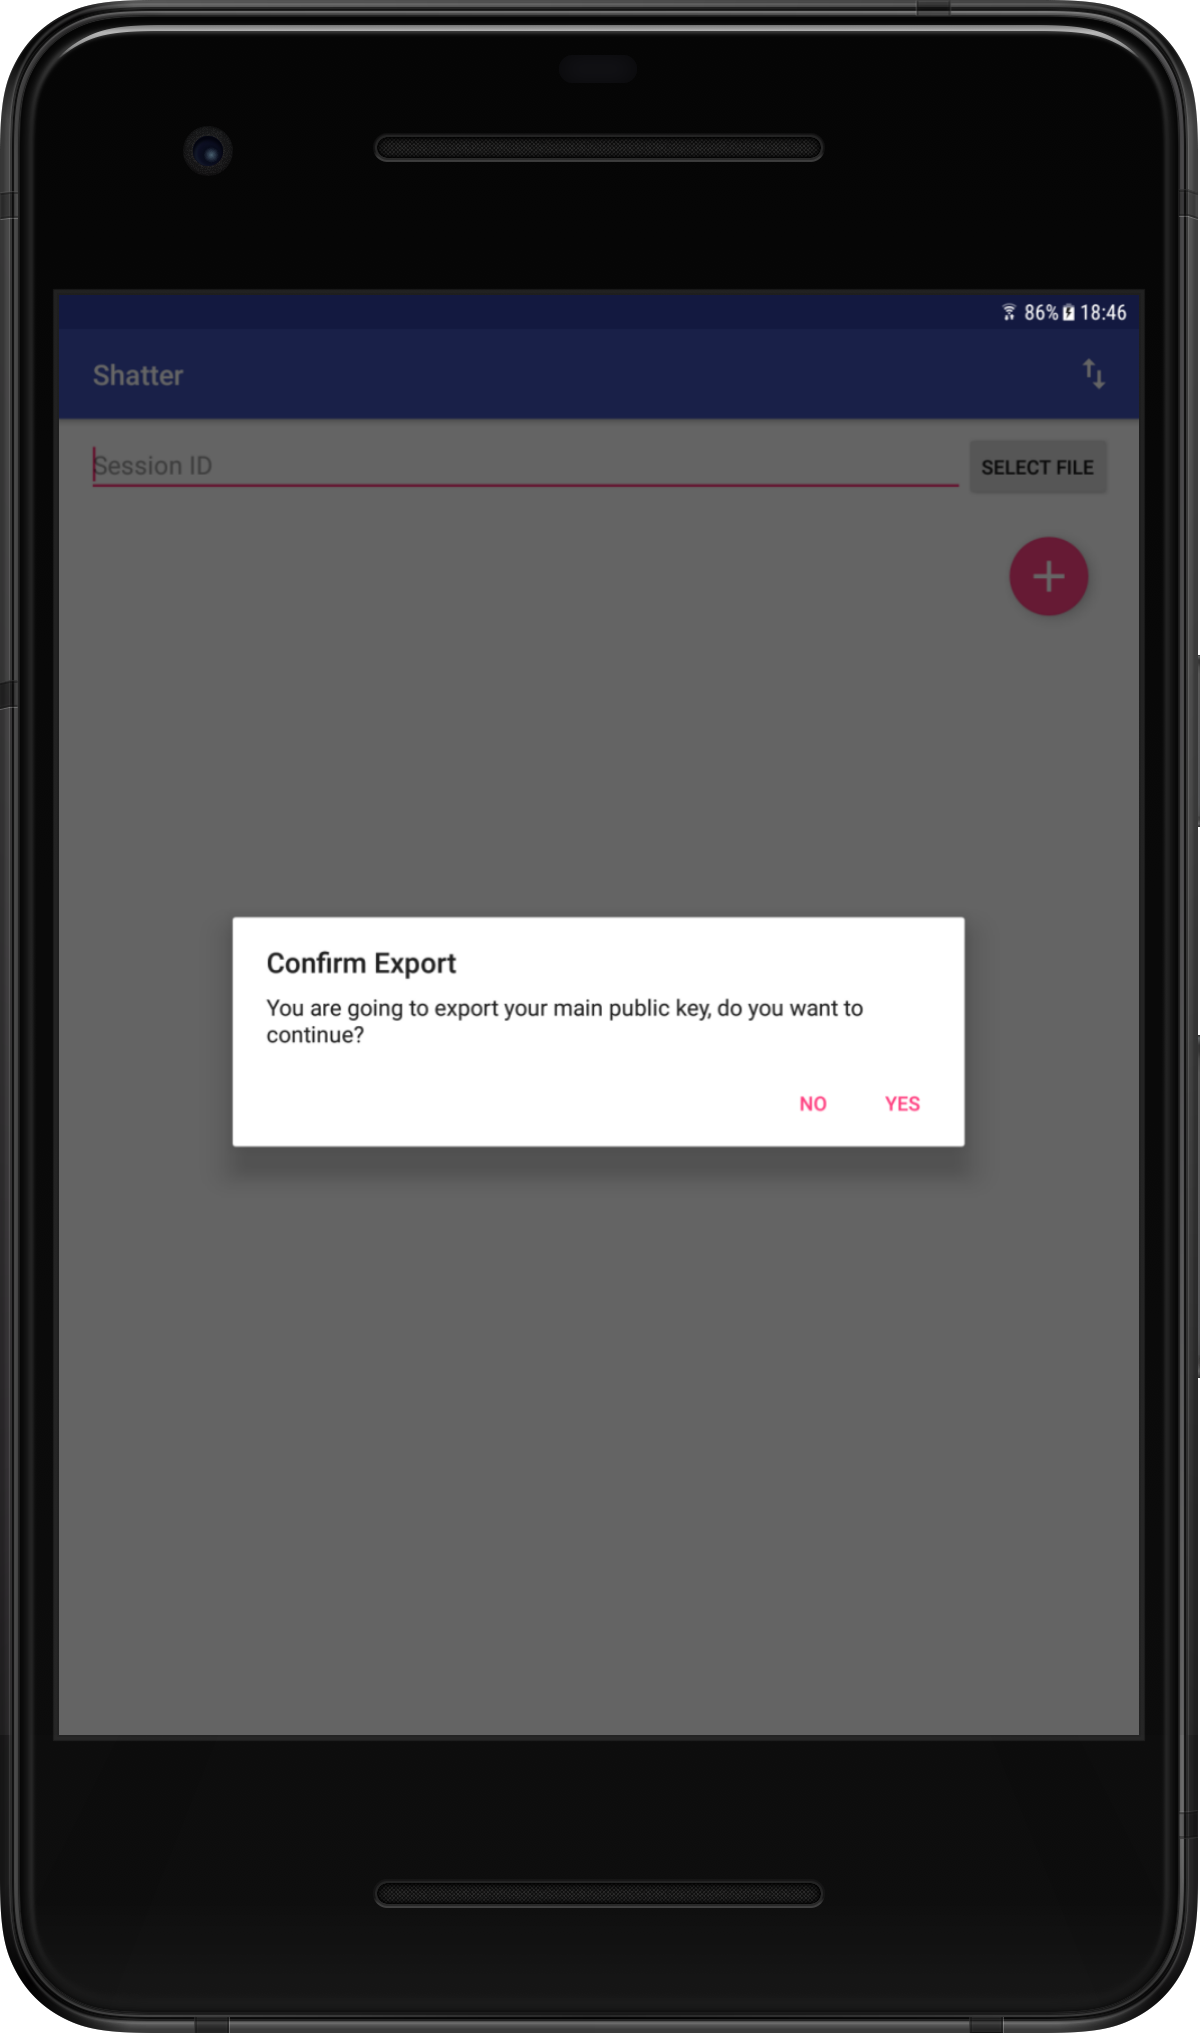 86% 18:46
Shatter
Session ID
SELECT FILE
Confirm Export
You are going to export your main public key, do you want to
continue?
NO YES